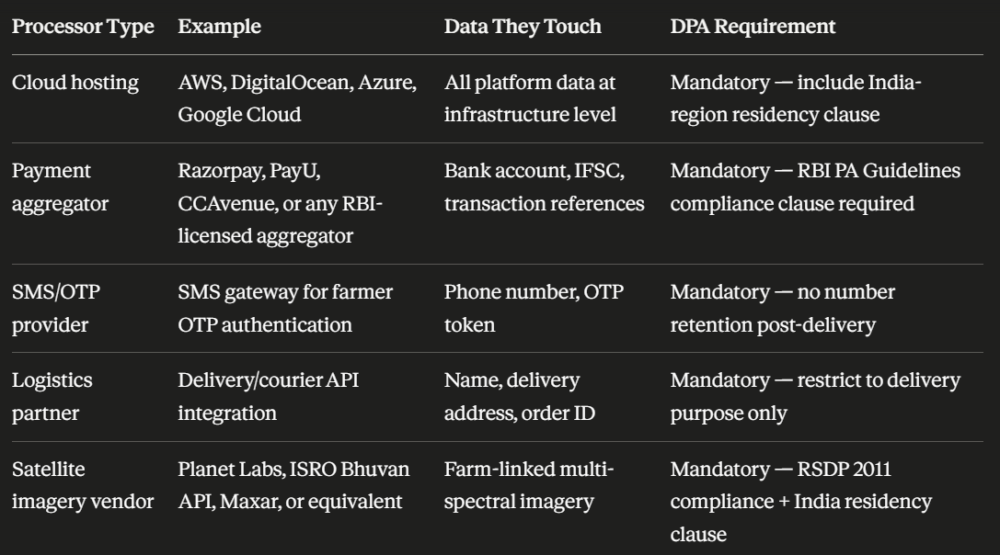 Processor Type Example Data They Touch DPA Requirement
Cloud hosting AWS, DigitalOcean, Azure, All platform data at Mandatory — include India-
Google Cloud infrastructure level region residency clause
Payment Razorpay, PayU, Bank account, IFSC, Mandatory — RBI PA Guidelines
aggregator CCAvenue, or any RBI- transaction references compliance clause required
licensed aggregator
SMS/OTP SMS gateway for farmer Phone number, OTP Mandatory — no number
provider OTP authentication token retention post-delivery
Logistics Delivery/courier API Name, delivery Mandatory — restrict to delivery
partner integration address, order ID purpose only
Satellite Planet Labs, ISRO Bhuvan Farm-linked multi- Mandatory — RSDP 2011
imagery vendor API, Maxar, or equivalent spectral imagery compliance + India residency
clause